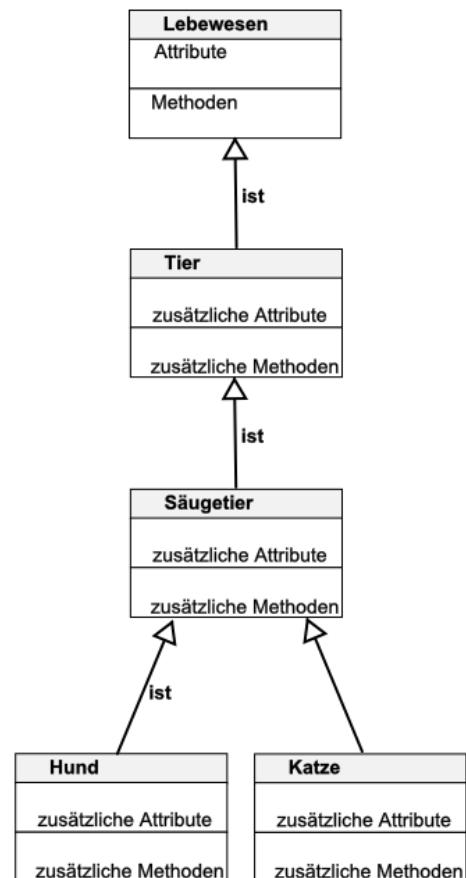 Lebewesen
Attribute
Methoden
ist
Tier
zusätzliche Attribute
zusätzliche Methoden
ist
Säugetier
zusätzliche Attribute
zusätzliche Methoden
ist
Hund
zusätzliche Attribute
zusätzliche Methoden
Katze
zusätzliche Attribute
zusätzliche Methoden